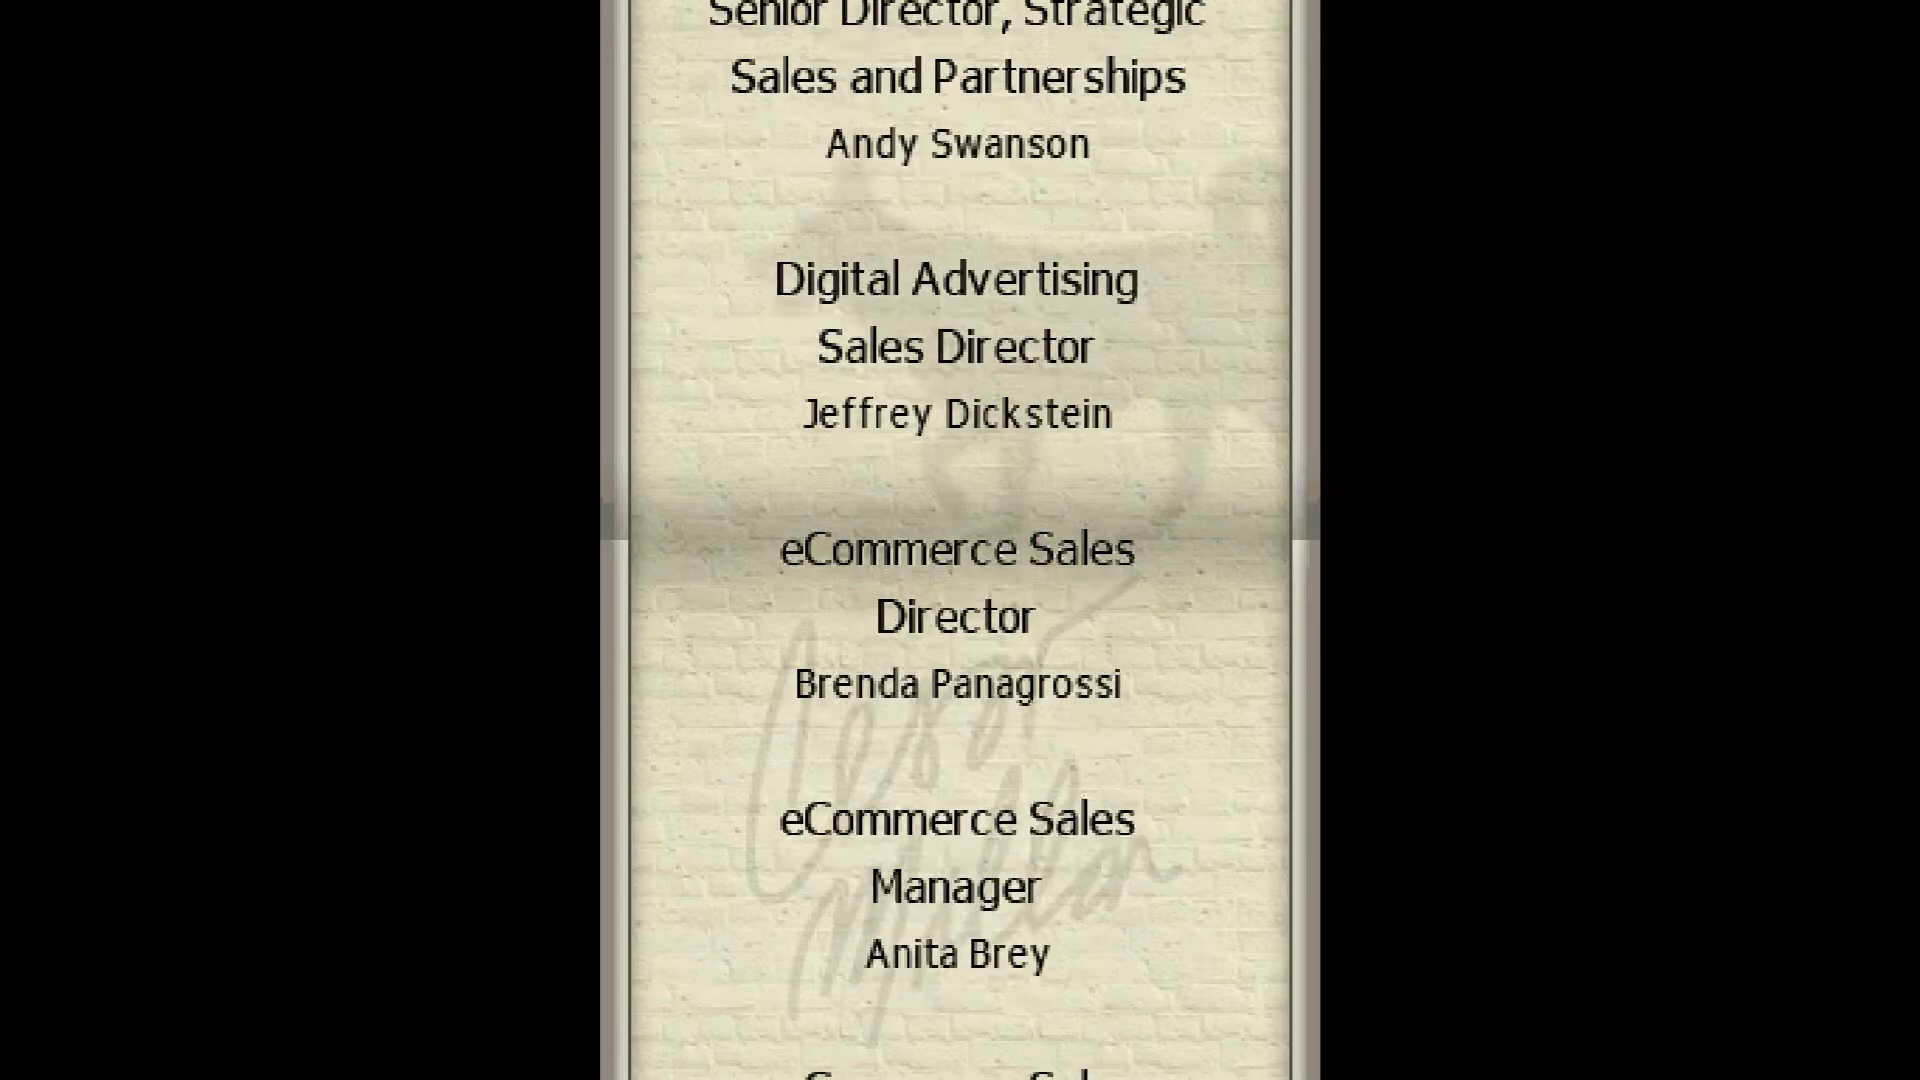 Senior Director, Strategic
Sales and Partnerships
Andy Swanson
Digital Advertising
Sales Director
Jeffrey Dickstein
eCommerce Sales
Director
Brenda Panagrossi
eCommerce Sales
Manager
Anita Brey